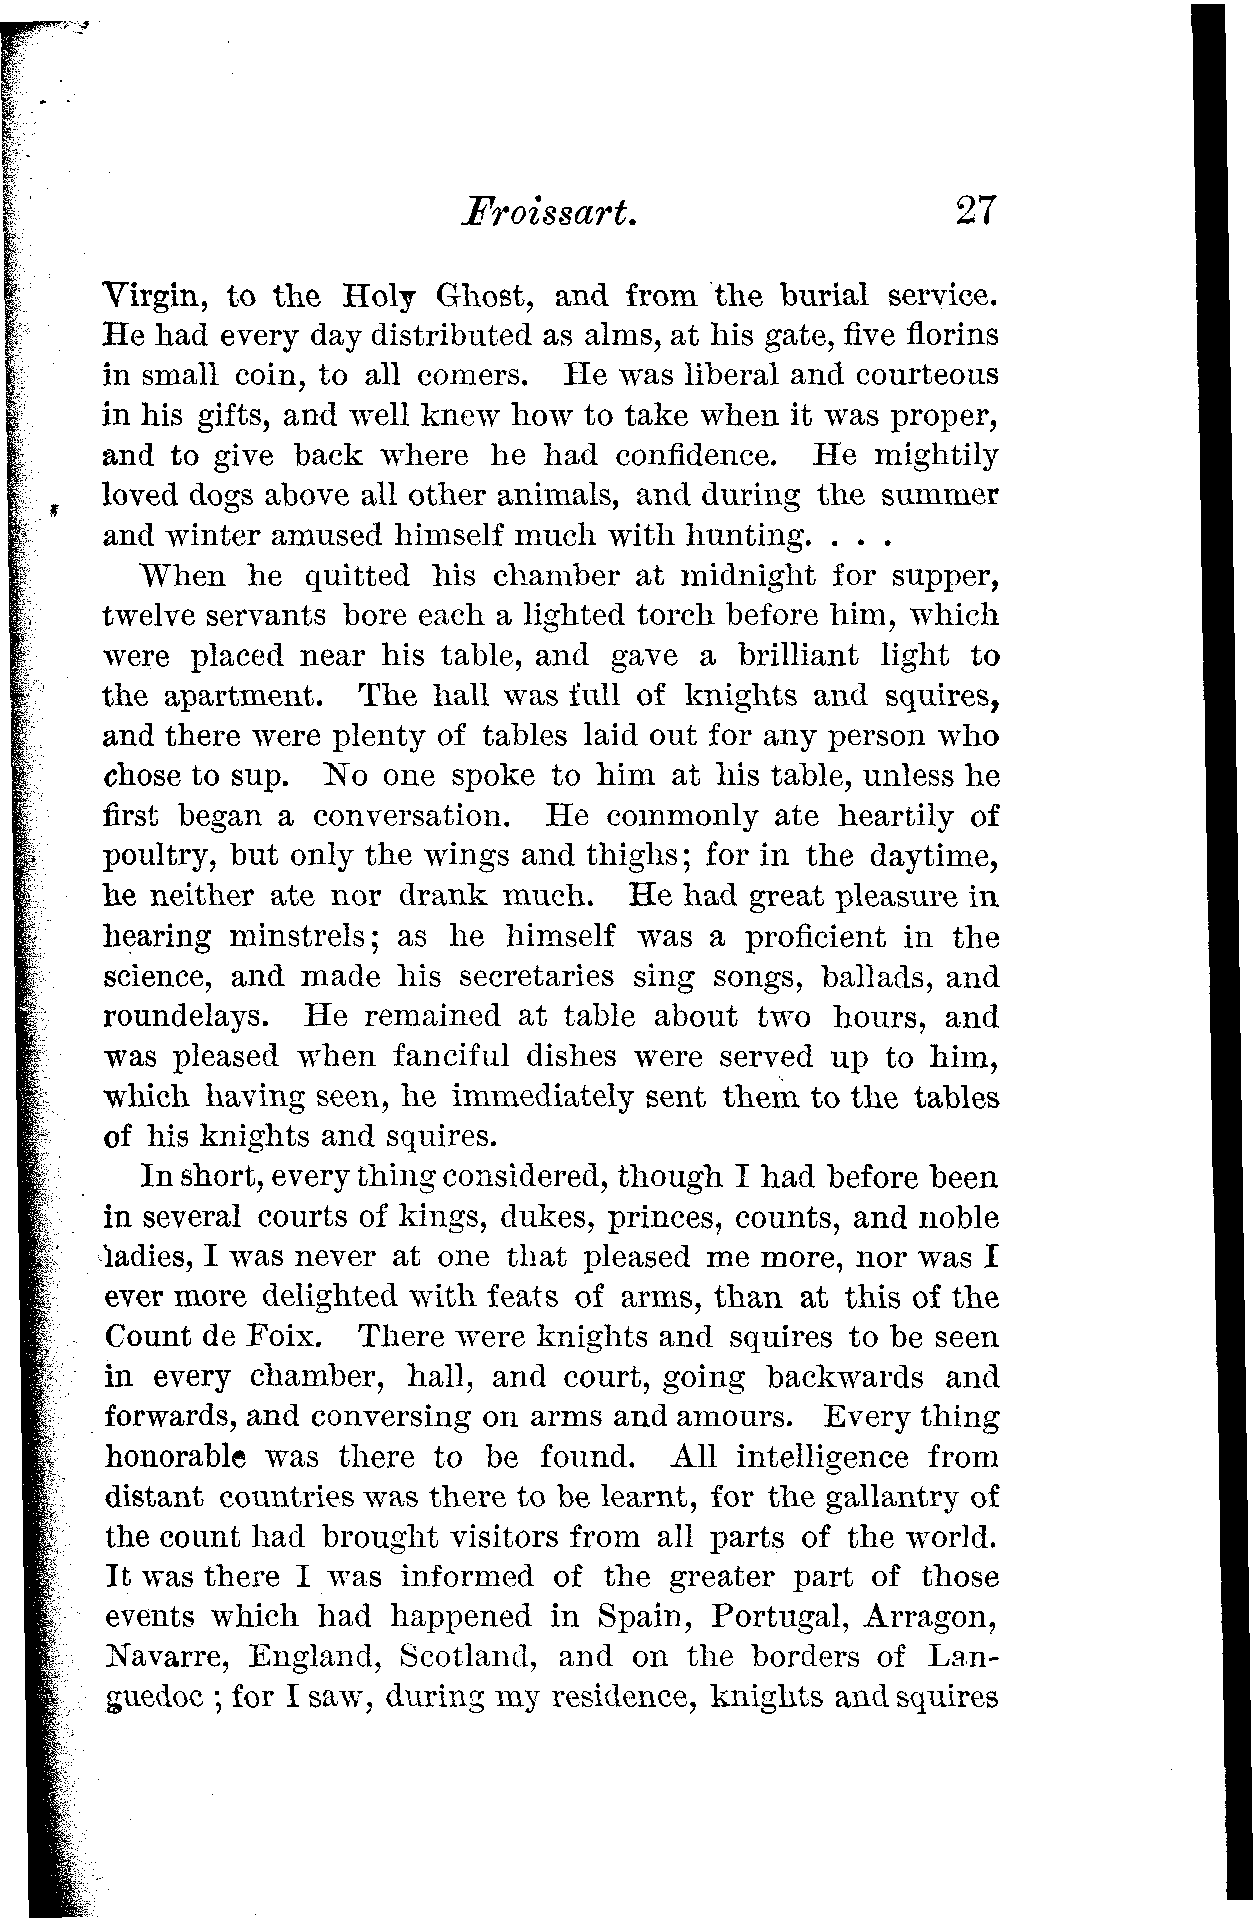 Froissart. 27
Virgin, to the Holy Ghost, and from the burial service.
He had every day distributed as alms, at his gate, five florins
in small coin, to all comers. He was liberal and courteous
in his gifts, and well knew how to take when it was proper,
and to give back where he had confidence. He mightily
loved dogs above all other animals, and during the summer
and winter amused himself much with hunting. . . .
When he quitted his chamber at midnight for supper,
twelve servants bore each a lighted torch before him, which
were placed near his table, and gave a brilliant light to
the apartment. The hall was full of knights and squires,
and there were plenty of tables laid out for any person who
chose to sup. No one spoke to him at his table, unless he
first began a conversation. He commonly ate heartily of
poultry, but only the wings and thighs; for in the daytime,
he neither ate nor drank much. He had great pleasure in
hearing minstrels; as he himself was a proficient in the
science, and made his secretaries sing songs, ballads, and
roundelays. He remained at table about two hours, and
was pleased when fanciful dishes were served up to him,
which having seen, he immediately sent them to the tables
of his knights and squires.
In short, every thing considered, though I had before been
in several courts of kings, dukes, princes, counts, and noble
ladies, I was never at one that pleased me more, nor was I
ever more delighted with feats of arms, than at this of the
Count de Foix. There were knights and squires to be seen
in every chamber, hall, and court, going backwards and
forwards, and conversing on arms and amours. Every thing
honorable was there to be found. All intelligence from
distant countries was there to be learnt, for the gallantry of
the count had brought visitors from all parts of the world.
It was there I was informed of the greater part of those
events which had happened in Spain, Portugal, Arragon,
Navarre, England, Scotland, and on the borders of Lan-
guedoc ; for I saw, during my residence, knights and squires